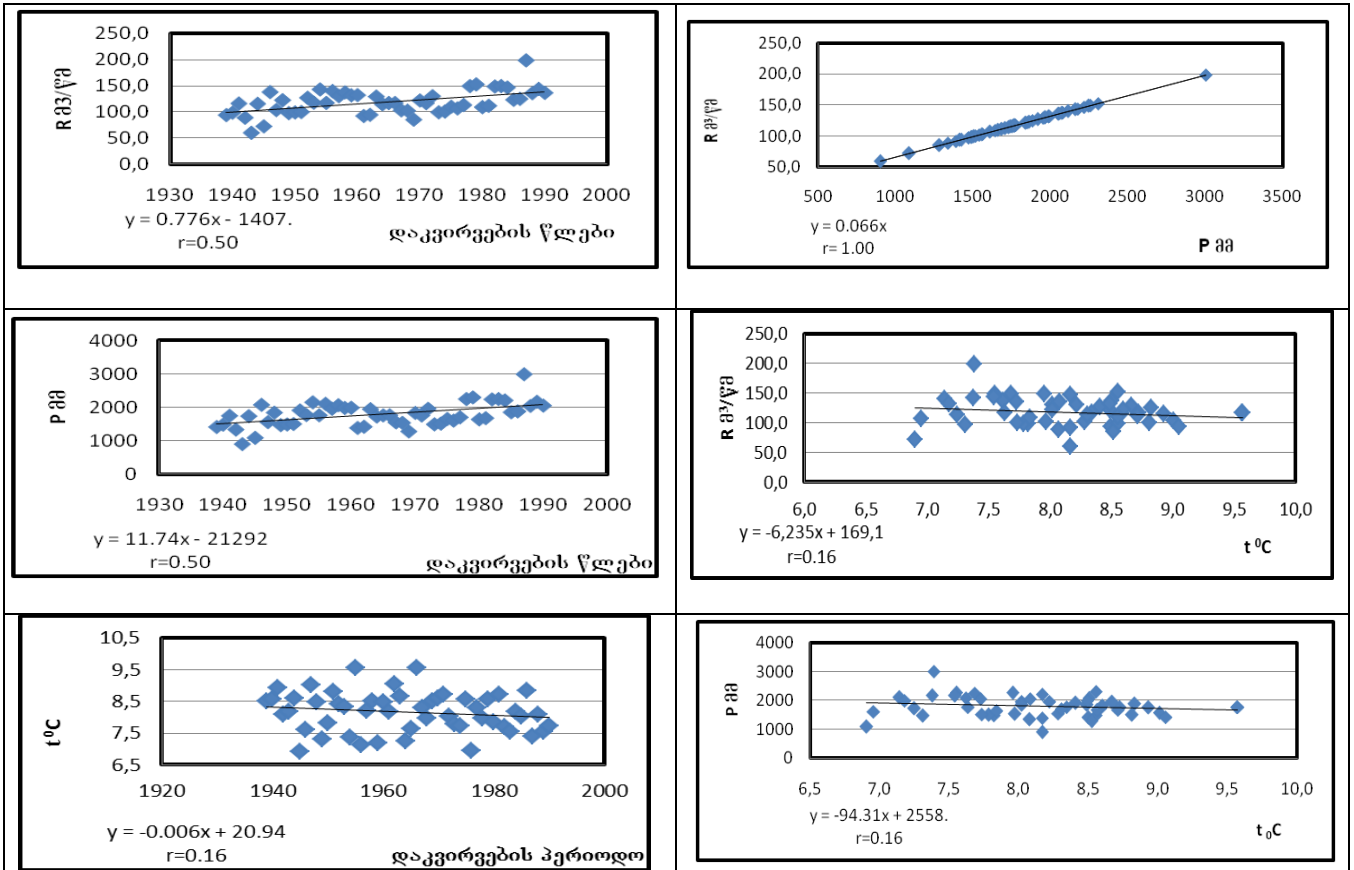 250,0
200,0
150,0
100,0
50,0
0,0
R მ3/წმ
1930 1940 1950 1960 1970 1980 1990 2000
y = 0.776x - 1407.
r=0.50
დაკვირვების წლები
250,0
200,0
150,0
100,0
50,0
R მ³/წმ
500 1000 1500 2000 2500 3000 3500
y = 0.066x
r= 1.00
P მმ
4000
3000
2000
1000
0
P მმ
1930 1940 1950 1960 1970 1980 1990 2000
y = 11.74x - 21292
r=0.50
დაკვირვების წლები
250,0
200,0
150,0
100,0
50,0
0,0
R მ³/წმ
6,0 6,5 7,0 7,5 8,0 8,5 9,0 9,5 10,0
y = -6,235x + 169,1
r=0.16
t ⁰C
10,5
9,5
8,5
7,5
6,5
t ⁰C
1920 1940 1960 1980 2000
y = -0.006x + 20.94
r=0.16
დაკვირვების პერიოდო
4000
3000
2000
1000
0
P მმ
6,5 7,0 7,5 8,0 8,5 9,0 9,5 10,0
y = -94.31x + 2558.
r=0.16
t ₀C